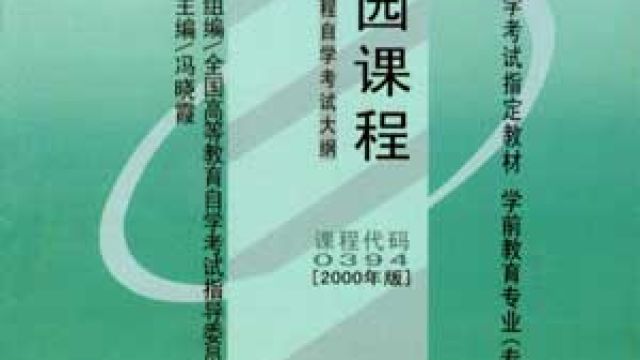 学考试指定教材 学前教育专业(专
园课程
程自学考试大纲
课程代码
0394
[2000年版]
组编/全国高等教育自学考试指导委员
主编/冯晓霞